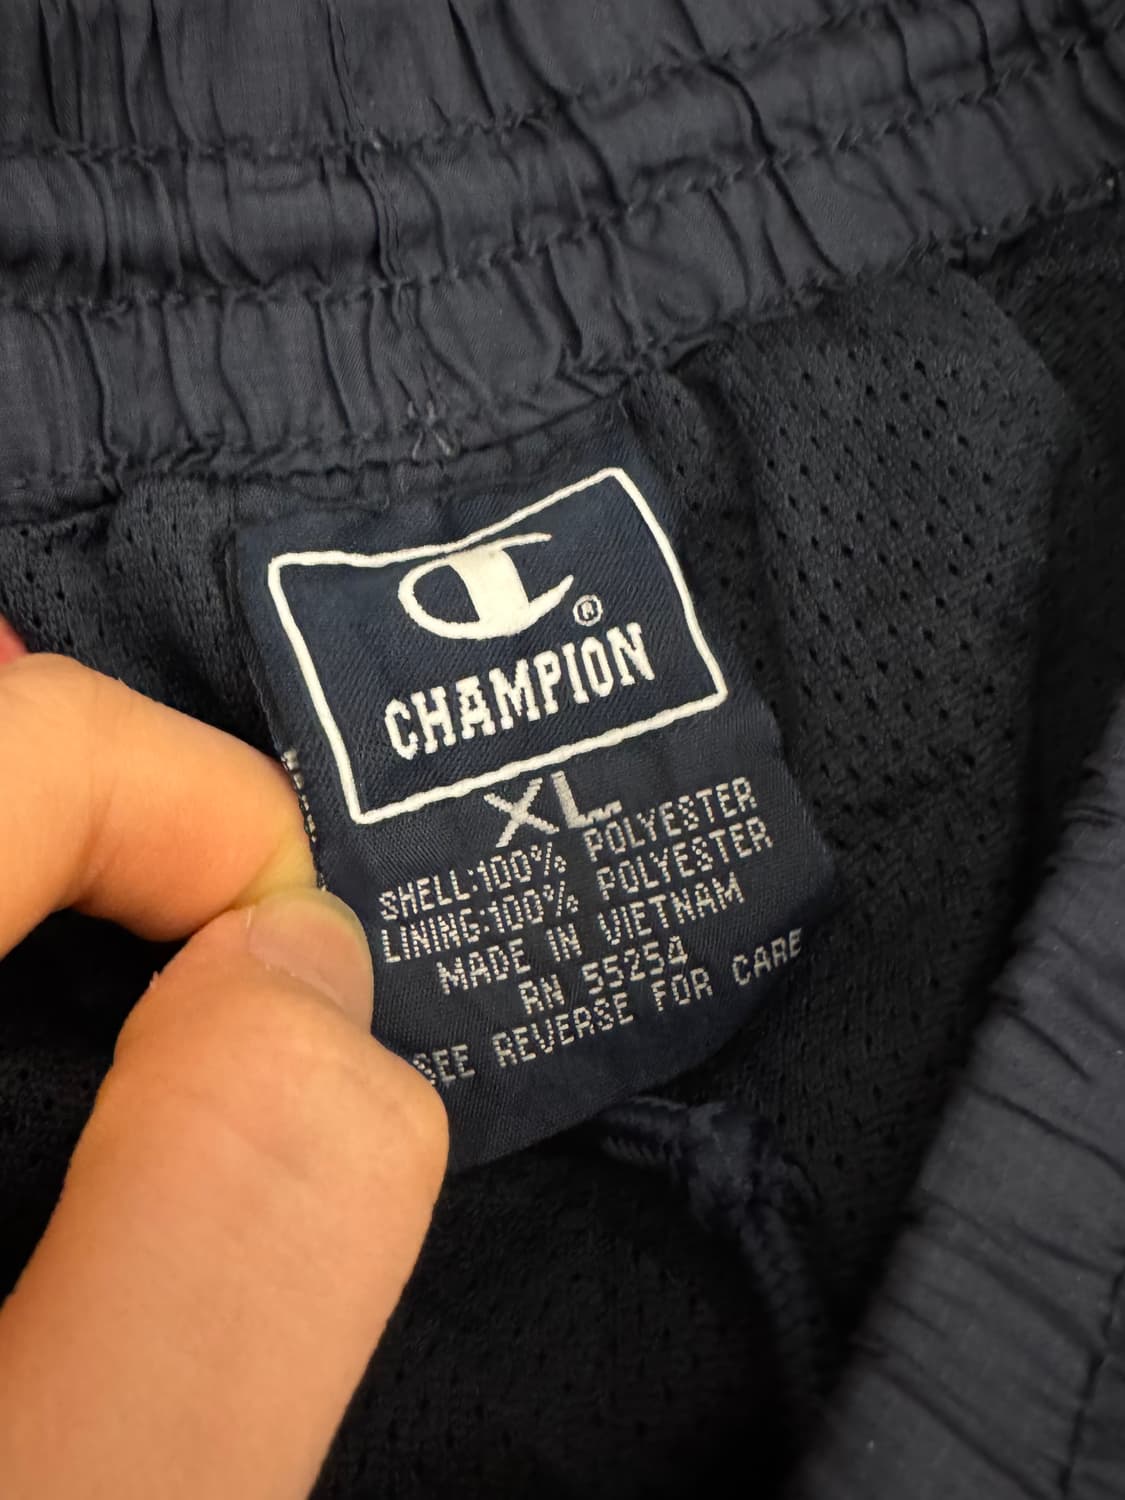 C®
CHAMPION
XL
SHELL:100% POLYESTER
LINING:100% POLYESTER
MADE IN VIETNAM
RN 55254
SEE REVERSE FOR CARE